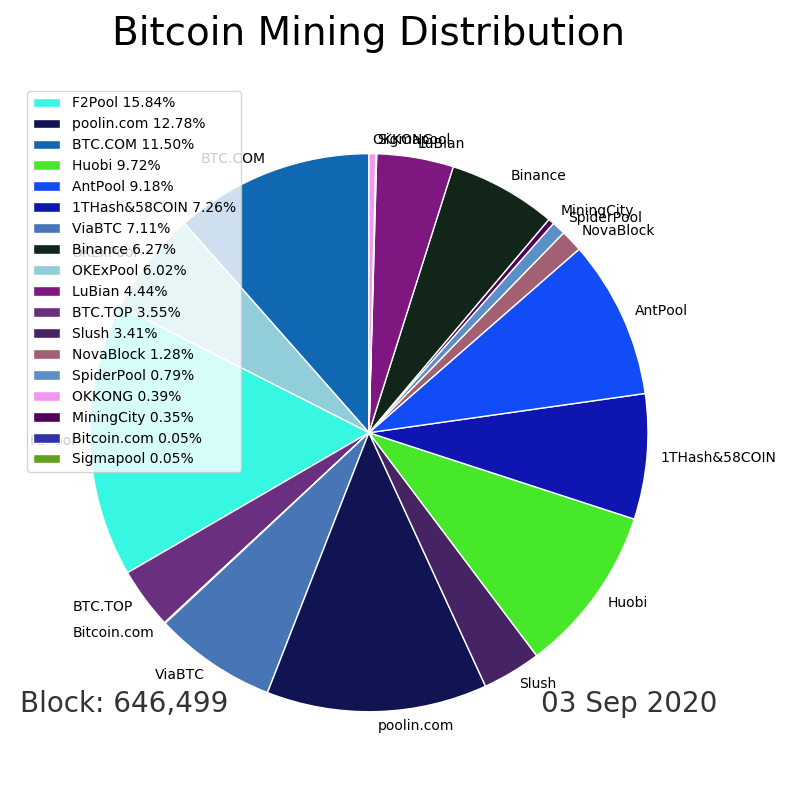 Bitcoin Mining Distribution
F2Pool 15.84%
poolin.com 12.78%
BTC.COM 11.50%
Huobi 9.72%
AntPool 9.18%
1THash&58COIN 7.26%
ViaBTC 7.11%
Binance 6.27%
OKExPool 6.02%
LuBian 4.44%
BTC.TOP 3.55%
Slush 3.41%
NovaBlock 1.28%
SpiderPool 0.79%
OKKONG 0.39%
MiningCity 0.35%
Bitcoin.com 0.05%
Sigmapool 0.05%
OKKONG
Sigmapool
LuBian
BTC.COM
Binance
MiningCity
SpiderPool
NovaBlock
OKExPool
AntPool
F2Pool
1THash&58COIN
Huobi
BTC.TOP
Bitcoin.com
ViaBTC
Slush
poolin.com
Block: 646,499
03 Sep 2020